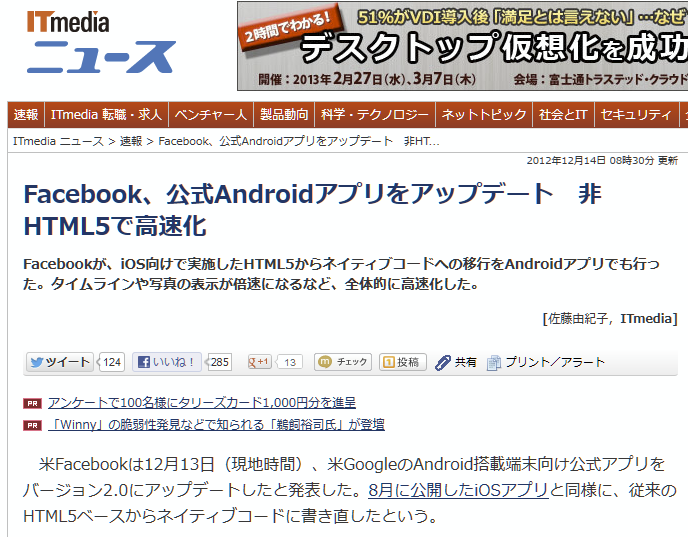 ITmedia
ニュース
2時間でわかる!
51%がVDI導入後「満足とは言えない」…なぜ
デスクトップ仮想化を成功
開催:2013年2月27日(水)、3月7日(木) 会場:富士通トラステッド・クラウド
速報 ITmedia 転職・求人 ベンチャー人 製品動向 科学・テクノロジー ネットトピック 社会とIT セキュリティ
ITmedia ニュース > 速報 > Facebook、公式Androidアプリをアップデート 非HT...
2012年12月14日 08時30分 更新
Facebook、公式Androidアプリをアップデート 非
HTML5で高速化
Facebookが、iOS向けで実施したHTML5からネイティブコードへの移行をAndroidアプリでも行っ
た。タイムラインや写真の表示が倍速になるなど、全体的に高速化した。
[佐藤由紀子，ITmedia]
ツイート 124 いいね! 285 +1 13 チェック 投稿 共有 プリント／アラート
PR アンケートで100名様にタリーズカード1,000円分を進呈
PR 「Winny」の脆弱性発見などで知られる「鵜飼裕司氏」が登壇
米Facebookは12月13日（現地時間）、米GoogleのAndroid搭載端末向け公式アプリを
バージョン2.0にアップデートしたと発表した。8月に公開したiOSアプリと同様に、従来の
HTML5ベースからネイティブコードに書き直したという。